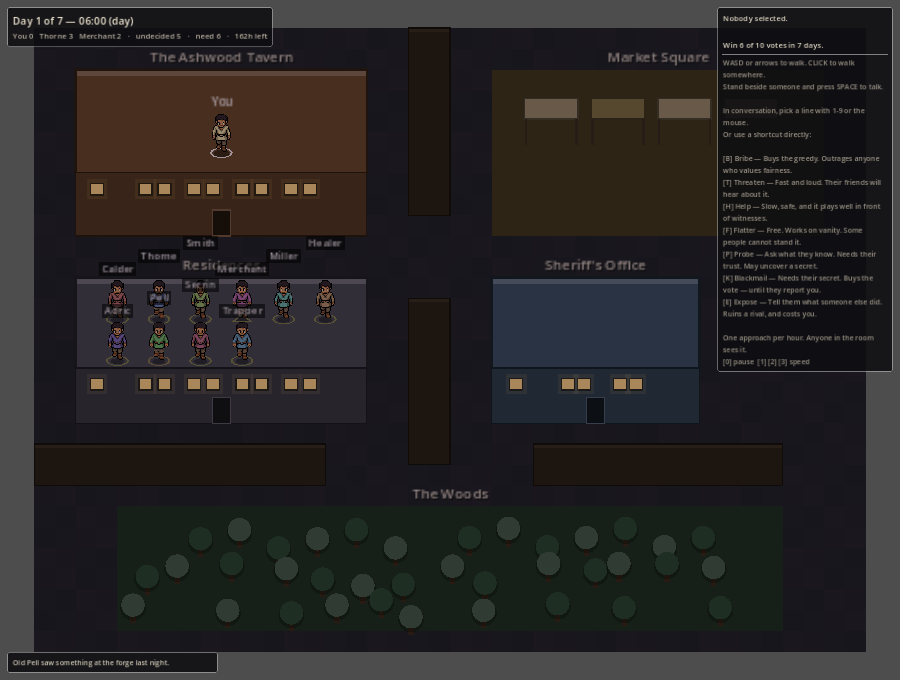 Day 1 of 7 — 06:00 (day)
You 0 Thorne 3 Merchant 2 · undecided 5 · need 6 · 162h left
The Ashwood Tavern
Market Square
You
Smith
Healer
Thorne
Miller
Calder
Merchant
Sheriff's Office
Pell
Adric
Trapper
The Woods
Old Pell saw something at the forge last night.
Nobody selected.
Win 6 of 10 votes in 7 days.
WASD or arrows to walk. CLICK to walk
somewhere.
Stand beside someone and press SPACE to talk.
In conversation, pick a line with 1-9 or the
mouse.
Or use a shortcut directly:
[B] Bribe — Buys the greedy. Outrages anyone
who values fairness.
[T] Threaten — Fast and loud. Their friends will
hear about it.
[H] Help — Slow, safe, and it plays well in front
of witnesses.
[F] Flatter — Free. Works on vanity. Some
people cannot stand it.
[P] Probe — Ask what they know. Needs their
trust. May uncover a secret.
[K] Blackmail — Needs their secret. Buys the
vote — until they report you.
[E] Expose — Tell them what someone else did.
Ruins a rival, and costs you.
One approach per hour. Anyone in the room
sees it.
[0] pause [1] [2] [3] speed